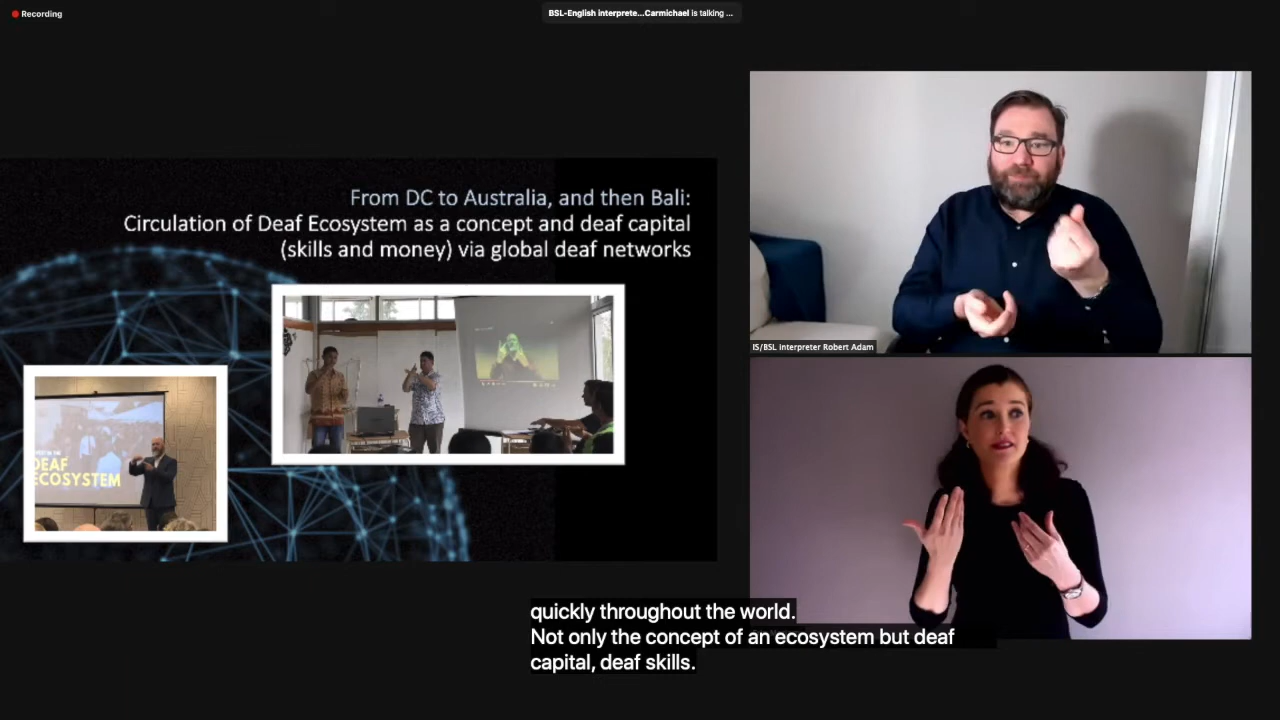 Recording
BSL-English interprete...Carmichael is talking ...
From DC to Australia, and then Bali:
Circulation of Deaf Ecosystem as a concept and deaf capital
(skills and money) via global deaf networks
DEAF
ECOSYSTEM
IS/BSL interpreter Robert Adam
quickly throughout the world.
Not only the concept of an ecosystem but deaf
capital, deaf skills.